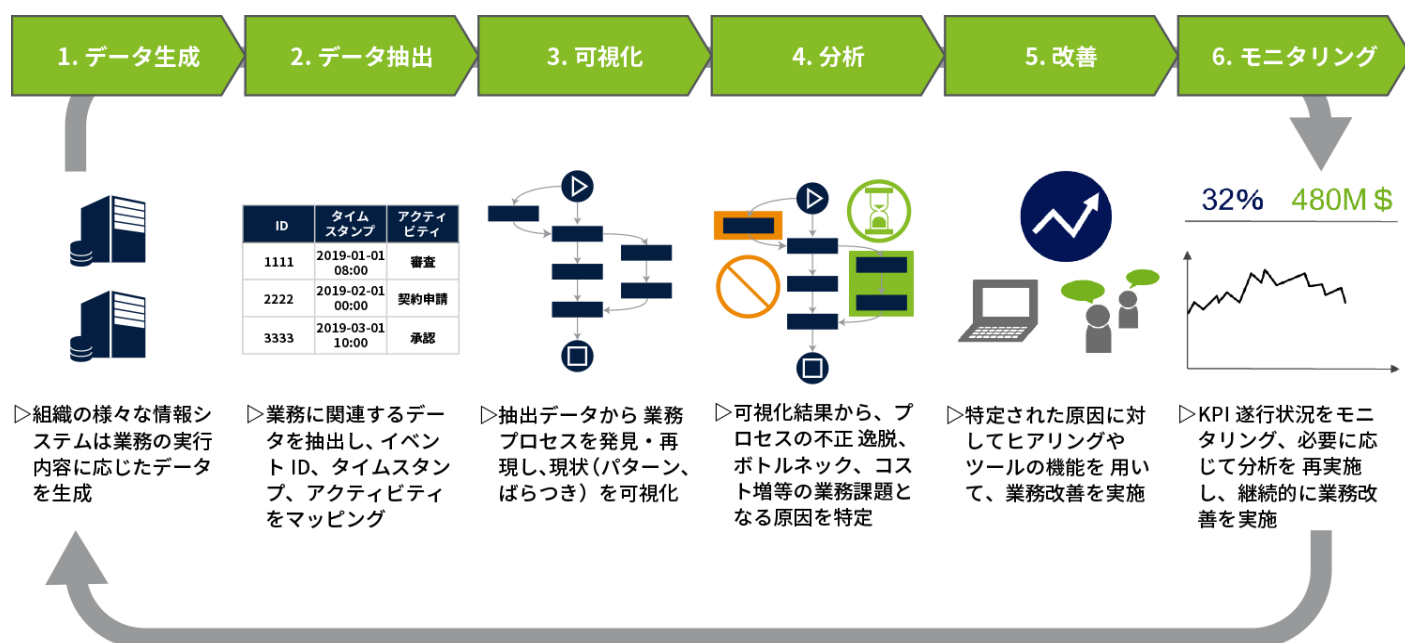 1. データ生成
2. データ抽出
3. 可視化
4. 分析
5. 改善
6. モニタリング
ID
タイム
スタンプ
アクティ
ビティ
1111
2019-01-01
08:00
審査
2222
2019-02-01
00:00
契約申請
3333
2019-03-01
10:00
承認
32%
480M $
▷組織の様々な情報シ
ステムは業務の実行
内容に応じたデータ
を生成
▷業務に関連するデー
タを抽出し、イベン
ト ID、タイムスタン
プ、アクティビティ
をマッピング
▷抽出データから 業務
プロセスを発見・再
現し、現状（パターン、
ばらつき）を可視化
▷可視化結果から、プ
ロセスの不正 逸脱、
ボトルネック、コス
ト増等の業務課題と
なる原因を特定
▷特定された原因に対
してヒアリングや
ツールの機能を 用い
て、業務改善を実施
▷KPI 遂行状況をモニ
タリング、必要に応
じて分析を 再実施
し、継続的に業務改
善を実施